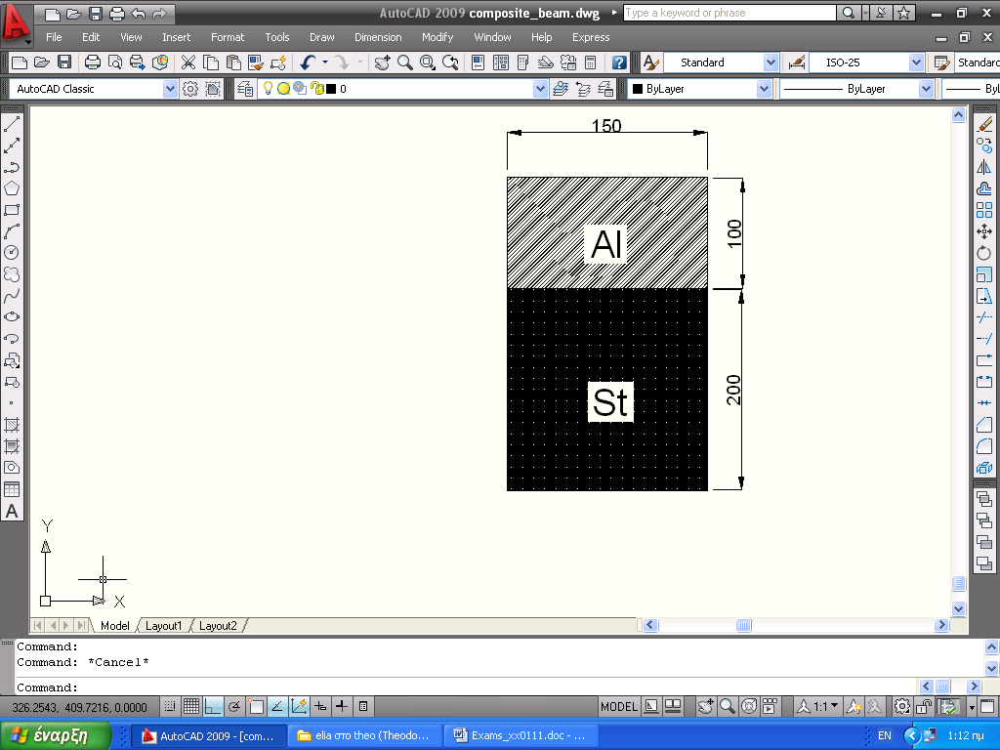 AutoCAD 2009 composite_beam.dwg
Type a keyword or phrase
File Edit View Insert Format Tools Draw Dimension Modify Window Help Express
Standard ISO-25 Standard
AutoCAD Classic 0 ByLayer ByLayer ByL
150
Al
100
St
200
Y
X
A
Model Layout1 Layout2
Command:
Command: *Cancel*
Command:
326.2543, 409.7216, 0.0000 MODEL 1:1
έναρξη AutoCAD 2009 - [com... elia στο theo (Theodo... Exams_xx0111.doc - ... EN 1:12 πμ